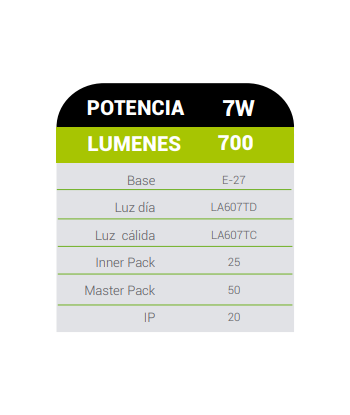 POTENCIA 7W
LUMENES 700
Base E-27
Luz día LA607TD
Luz cálida LA607TC
Inner Pack 25
Master Pack 50
IP 20